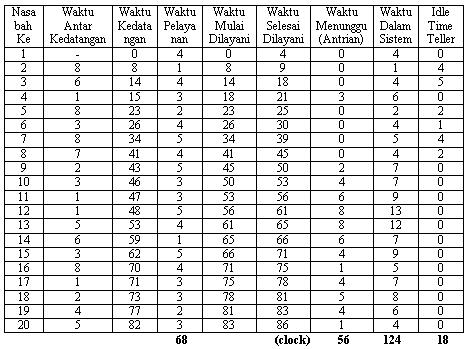 Nasa bah Ke | Waktu Antar Kedatangan | Waktu Kedata ngan | Waktu Pelaya nan | Waktu Mulai Dilayani | Waktu Selesai Dilayani | Waktu Menunggu (Antrian) | Waktu Dalam Sistem | Idle Time Teller
1 - 0 4 0 4 0 4 0
2 8 8 1 8 9 0 1 4
3 6 14 4 14 18 0 4 5
4 1 15 3 18 21 3 6 0
5 8 23 2 23 25 0 2 2
6 3 26 4 26 30 0 4 1
7 8 34 5 34 39 0 5 4
8 7 41 4 41 45 0 4 2
9 2 43 5 45 50 2 7 0
10 3 46 3 50 53 4 7 0
11 1 47 3 53 56 6 9 0
12 1 48 5 56 61 8 13 0
13 5 53 4 61 65 8 12 0
14 6 59 1 65 66 6 7 0
15 3 62 5 66 71 4 9 0
16 8 70 4 71 75 1 5 0
17 1 71 3 75 78 4 7 0
18 2 73 3 78 81 5 8 0
19 4 77 2 81 83 4 6 0
20 5 82 3 83 86 1 4 0
68 (clock) 56 124 18